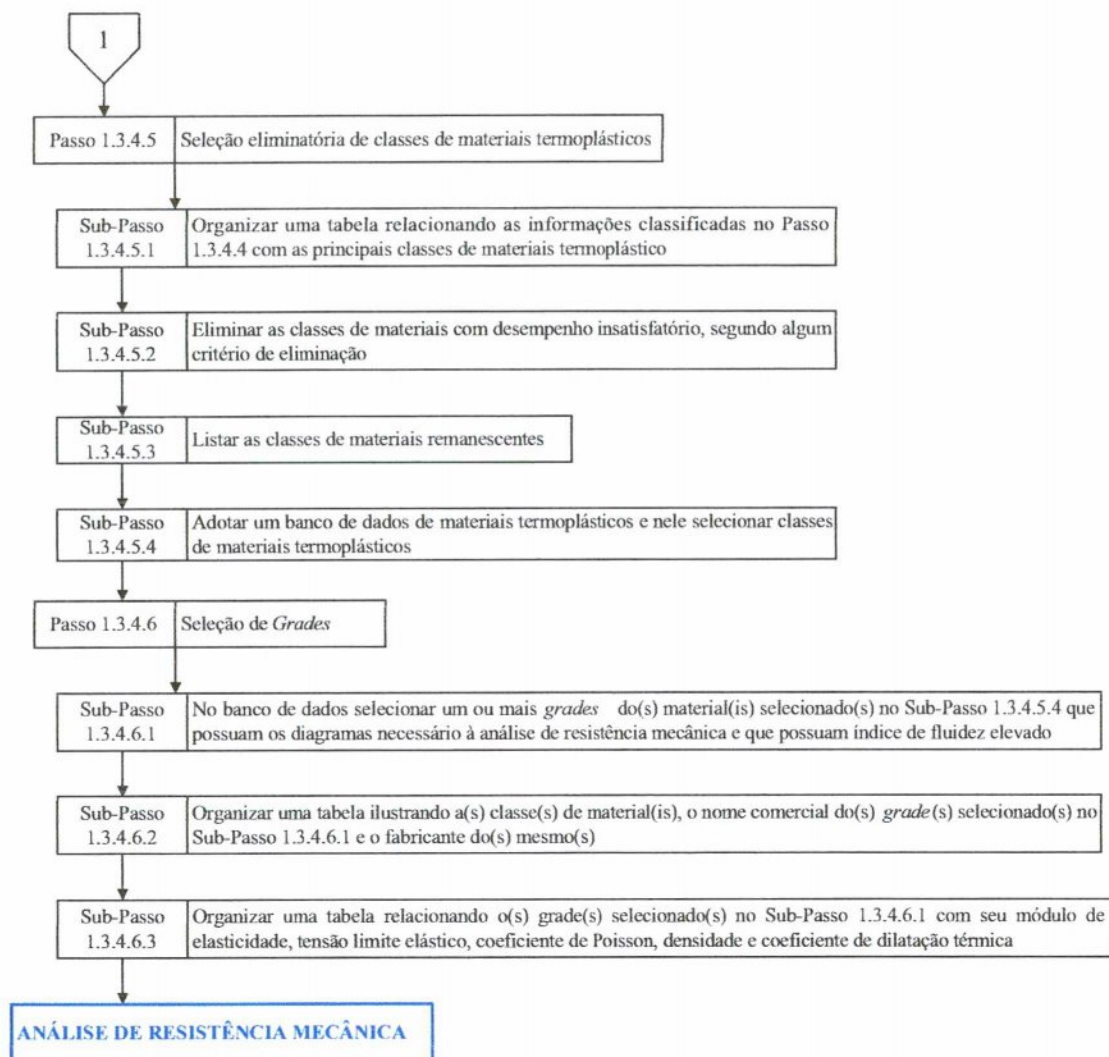 1
Passo 1.3.4.5 Seleção eliminatória de classes de materiais termoplásticos
Sub-Passo 1.3.4.5.1
Organizar uma tabela relacionando as informações classificadas no Passo
1.3.4.4 com as principais classes de materiais termoplástico
Sub-Passo 1.3.4.5.2
Eliminar as classes de materiais com desempenho insatisfatório, segundo algum
critério de eliminação
Sub-Passo 1.3.4.5.3
Listar as classes de materiais remanescentes
Sub-Passo 1.3.4.5.4
Adotar um banco de dados de materiais termoplásticos e nele selecionar classes
de materiais termoplásticos
Passo 1.3.4.6 Seleção de Grades
Sub-Passo 1.3.4.6.1
No banco de dados selecionar um ou mais grades do(s) material(is) selecionado(s) no Sub-Passo 1.3.4.5.4 que
possuam os diagramas necessário à análise de resistência mecânica e que possuam índice de fluidez elevado
Sub-Passo 1.3.4.6.2
Organizar uma tabela ilustrando a(s) classe(s) de material(is), o nome comercial do(s) grade(s) selecionado(s) no
Sub-Passo 1.3.4.6.1 e o fabricante do(s) mesmo(s)
Sub-Passo 1.3.4.6.3
Organizar uma tabela relacionando o(s) grade(s) selecionado(s) no Sub-Passo 1.3.4.6.1 com seu módulo de
elasticidade, tensão limite elástico, coeficiente de Poisson, densidade e coeficiente de dilatação térmica
ANÁLISE DE RESISTÊNCIA MECÂNICA